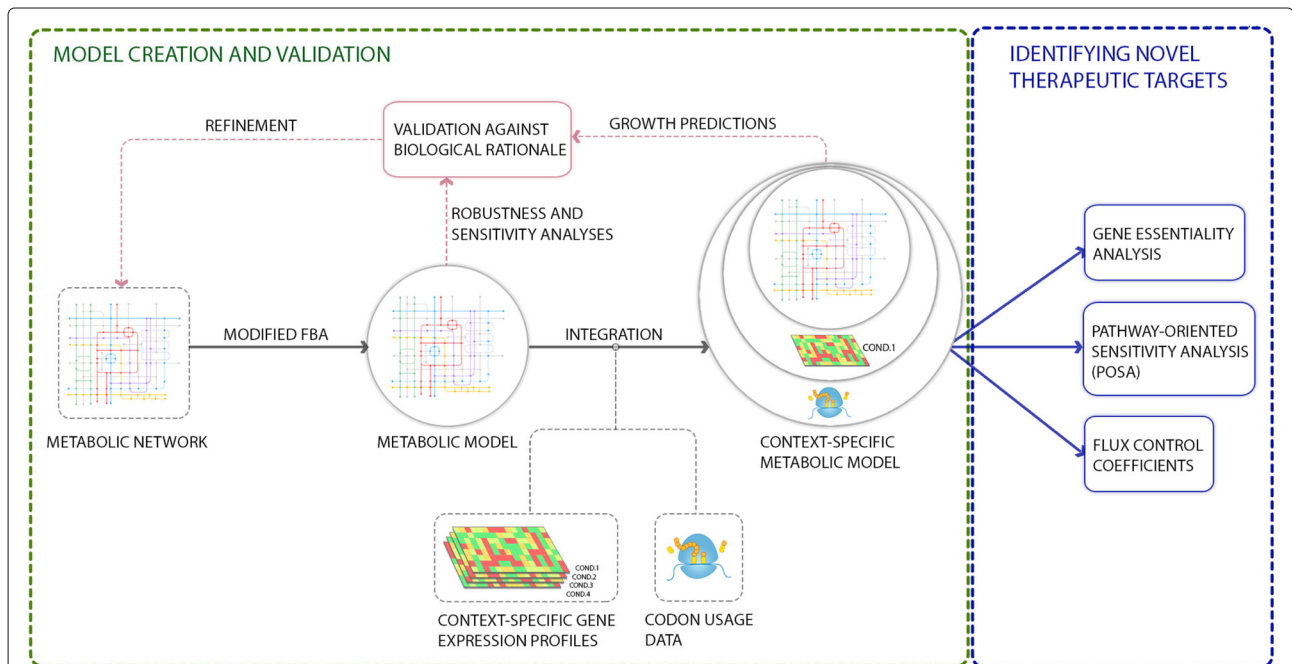 MODEL CREATION AND VALIDATION
IDENTIFYING NOVEL
THERAPEUTIC TARGETS
REFINEMENT
VALIDATION AGAINST
BIOLOGICAL RATIONALE
GROWTH PREDICTIONS
ROBUSTNESS AND
SENSITIVITY ANALYSES
GENE ESSENTIALITY
ANALYSIS
MODIFIED FBA
INTEGRATION
COND.1
PATHWAY-ORIENTED
SENSITIVITY ANALYSIS
(POSA)
METABOLIC NETWORK
METABOLIC MODEL
CONTEXT-SPECIFIC
METABOLIC MODEL
FLUX CONTROL
COEFFICIENTS
COND.1
COND.2
COND.3
COND.4
CONTEXT-SPECIFIC GENE
EXPRESSION PROFILES
CODON USAGE
DATA